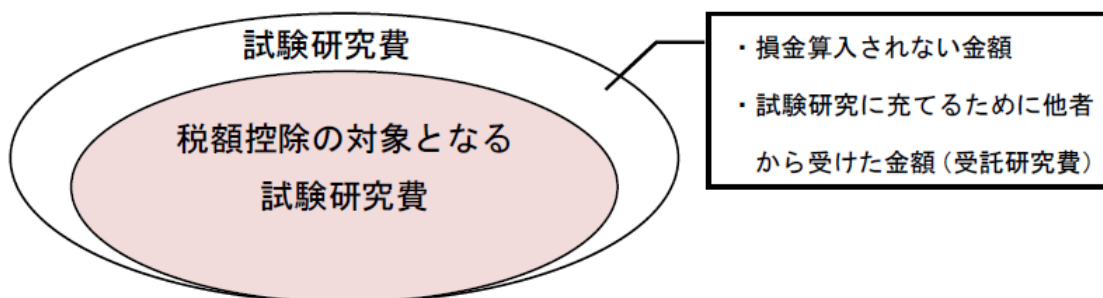 試験研究費
税額控除の対象となる
試験研究費
・損金算入されない金額
・試験研究に充てるために他者
から受けた金額（受託研究費）